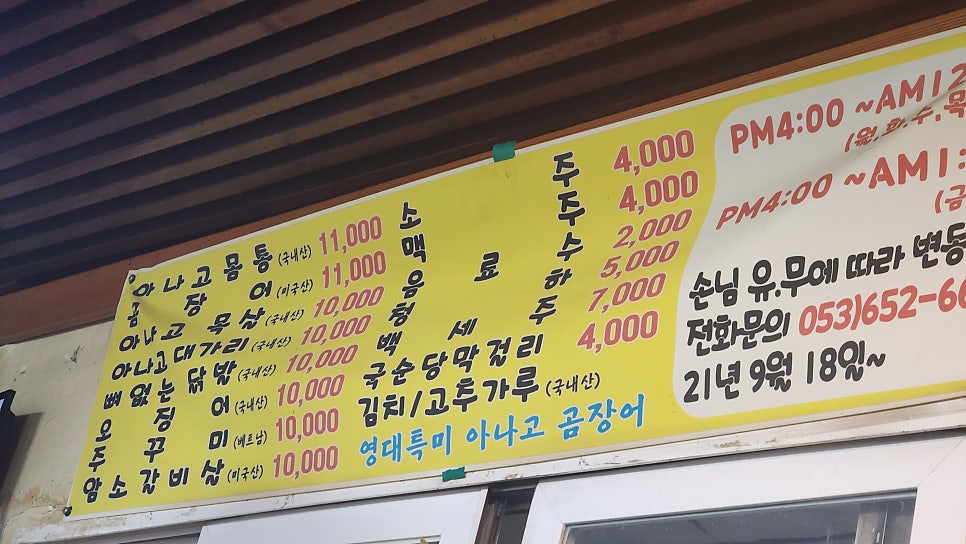 아나고몸통(국내산) 11,000
곰장어(미국산) 11,000
아나고목살(국내산) 10,000
아나고대가리(국내산) 10,000
뼈없는닭발(국내산) 10,000
오징어(국내산) 10,000
주꾸미(베트남) 10,000
암소갈비살(미국산) 10,000
소주 4,000
맥주 4,000
음료수 2,000
청하 5,000
백세주 7,000
국순당막걸리 4,000
김치/고추가루(국내산)
영대특미 아나고 곰장어
PM4:00 ~AM12
(월.화.수.목
PM4:00 ~AM1:
(금
손님 유.무에 따라 변동
전화문의 053)652-66
21년 9월 18일~